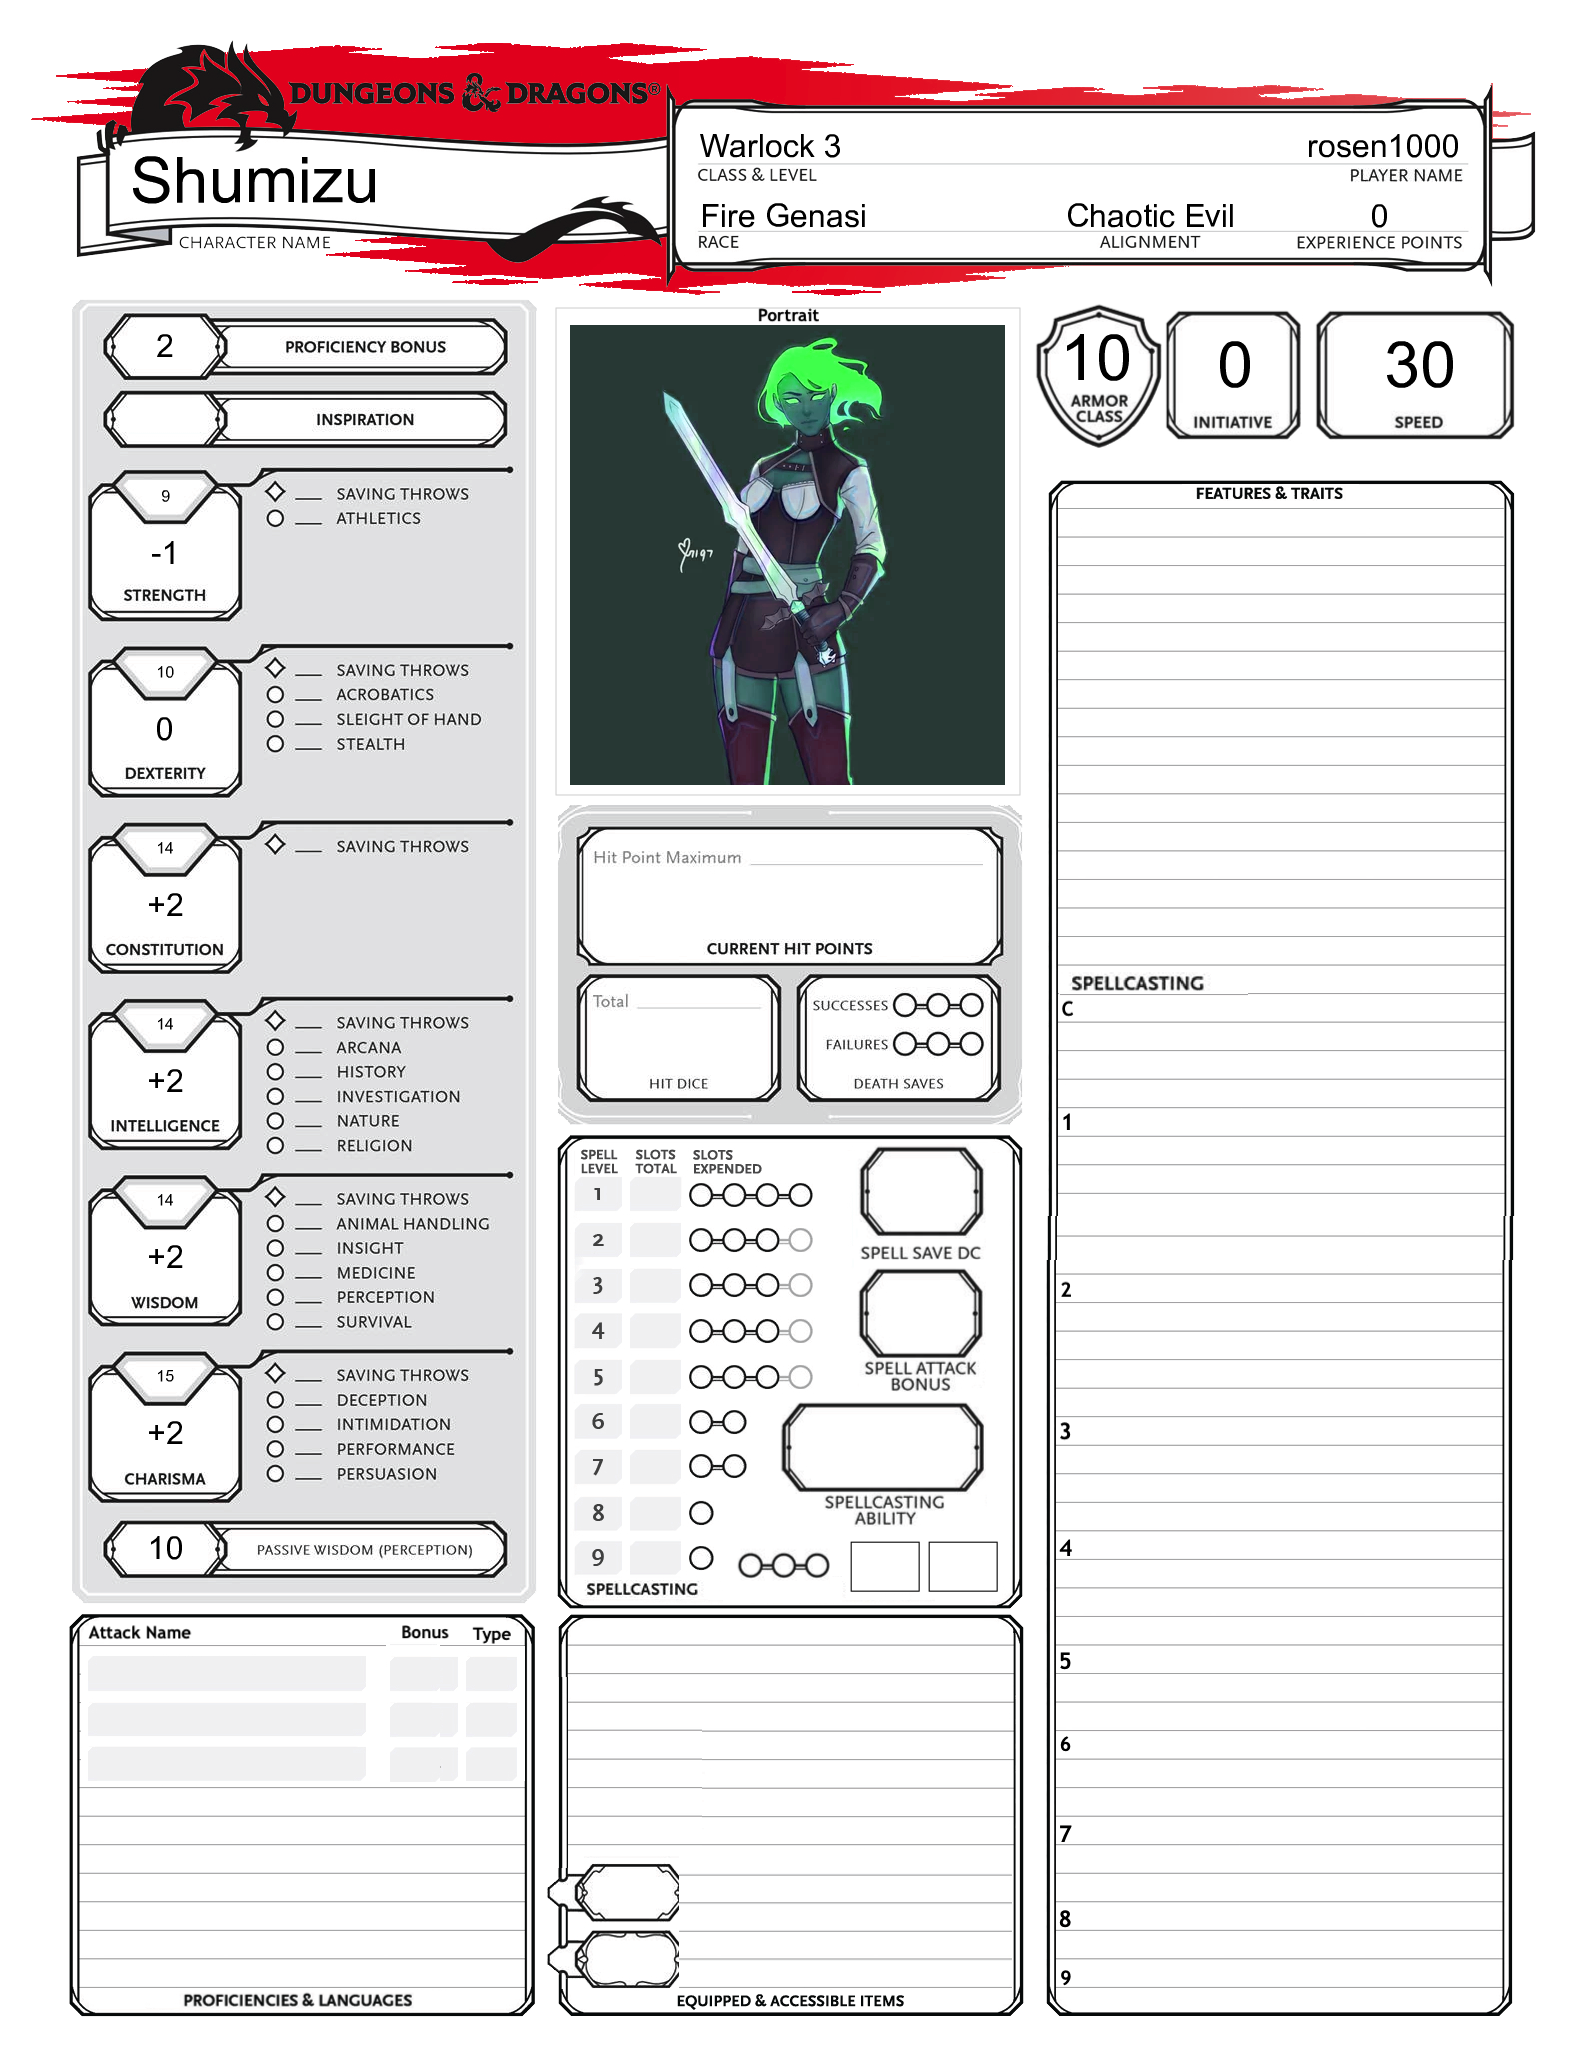 DUNGEONS & DRAGONS®
Shumizu
CHARACTER NAME
Warlock 3
rosen1000
CLASS & LEVEL
PLAYER NAME
Fire Genasi
Chaotic Evil
0
RACE
ALIGNMENT
EXPERIENCE POINTS
2
PROFICIENCY BONUS
INSPIRATION
9
-1
STRENGTH
SAVING THROWS
ATHLETICS
10
0
DEXTERITY
SAVING THROWS
ACROBATICS
SLEIGHT OF HAND
STEALTH
14
+2
CONSTITUTION
SAVING THROWS
14
+2
INTELLIGENCE
SAVING THROWS
ARCANA
HISTORY
INVESTIGATION
NATURE
RELIGION
14
+2
WISDOM
SAVING THROWS
ANIMAL HANDLING
INSIGHT
MEDICINE
PERCEPTION
SURVIVAL
15
+2
CHARISMA
SAVING THROWS
DECEPTION
INTIMIDATION
PERFORMANCE
PERSUASION
10
PASSIVE WISDOM (PERCEPTION)
Attack Name
Bonus
Type
PROFICIENCIES & LANGUAGES
Portrait
Hit Point Maximum
CURRENT HIT POINTS
Total
HIT DICE
SUCCESSES
FAILURES
DEATH SAVES
SPELL LEVEL
SLOTS TOTAL
SLOTS EXPENDED
1
2
3
4
5
6
7
8
9
SPELLCASTING
SPELL SAVE DC
SPELL ATTACK
BONUS
SPELLCASTING
ABILITY
EQUIPPED & ACCESSIBLE ITEMS
10
ARMOR
CLASS
0
INITIATIVE
30
SPEED
FEATURES & TRAITS
SPELLCASTING
C
1
2
3
4
5
6
7
8
9